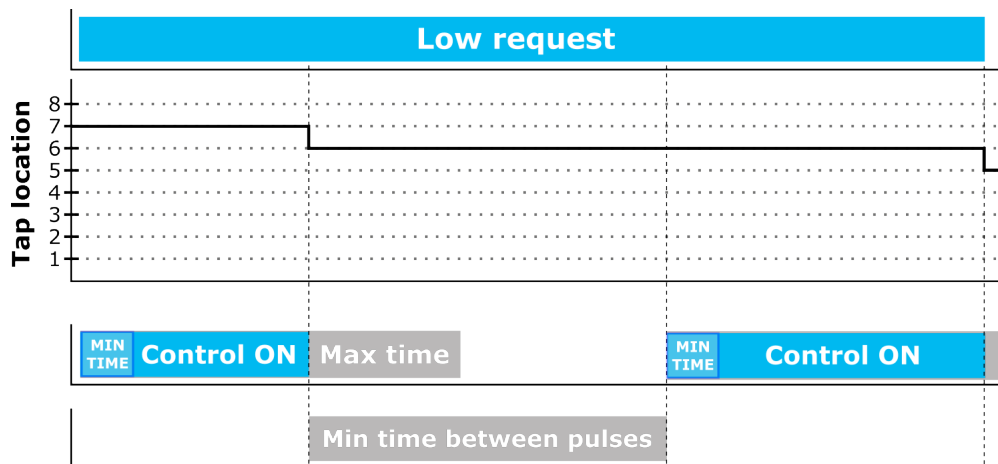 Low request
Tap location
8
7
6
5
4
3
2
1
MIN
TIME
Control ON
Max time
MIN
TIME
Control ON
Min time between pulses